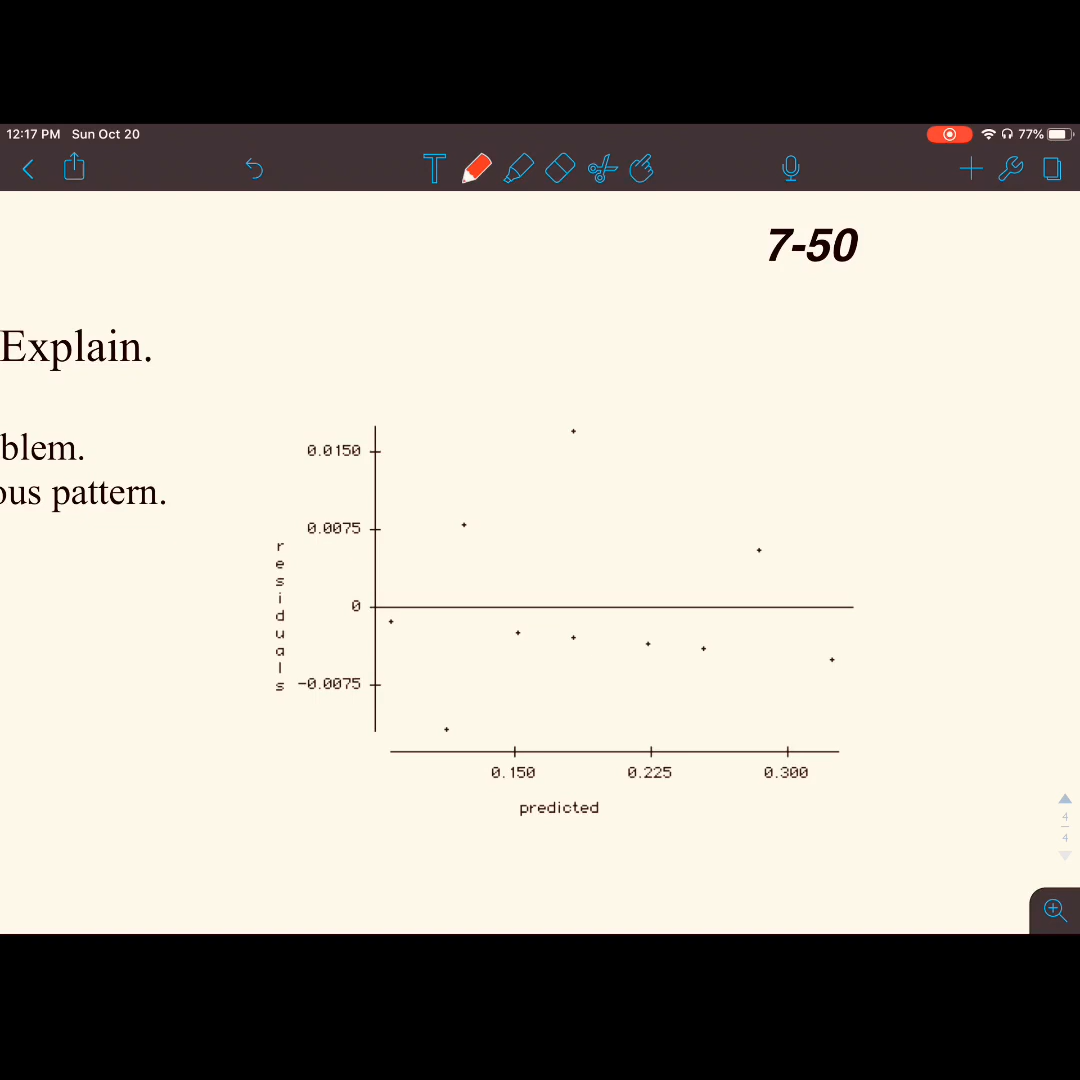 12:17 PM Sun Oct 20
77%
T
7-50
Explain.
blem.
ous pattern.
0.0150
0.0075
0
-0.0075
residuals
0.150 0.225 0.300
predicted
4
4